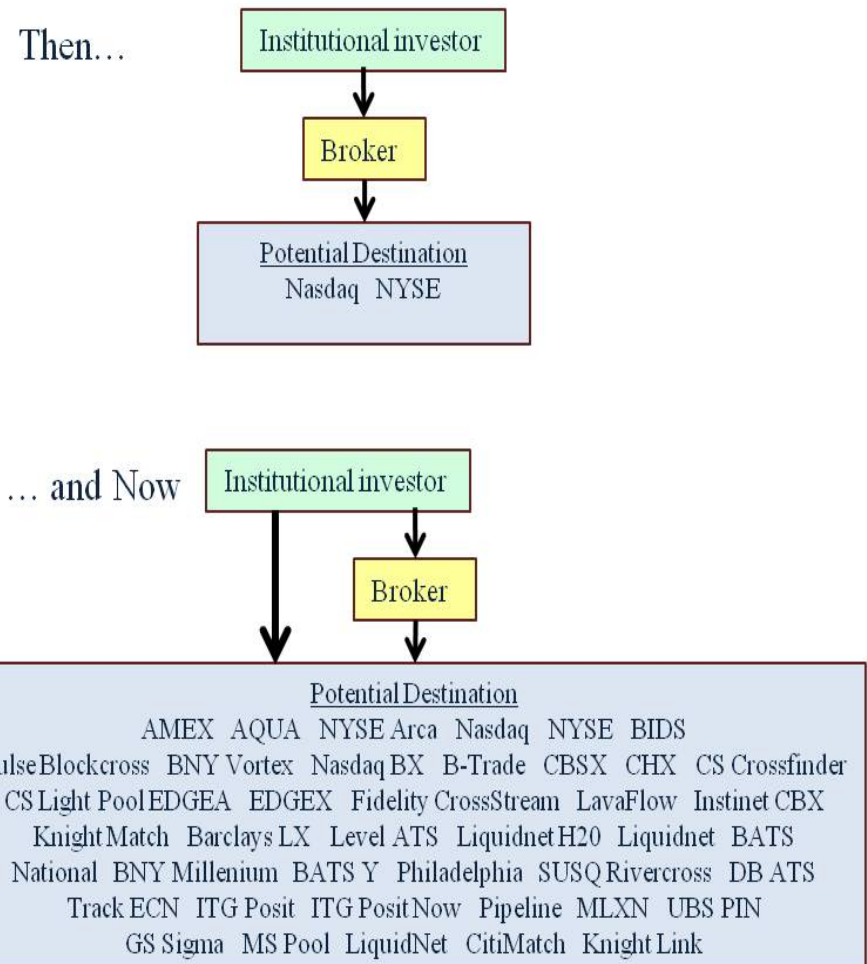 Then…
Institutional investor
Broker
Potential Destination
Nasdaq NYSE
… and Now
Institutional investor
Broker
Potential Destination
AMEX AQUA NYSE Arca Nasdaq NYSE BIDS
Blockcross BNY Vortex Nasdaq BX B-Trade CBSX CHX CS Crossfinder
CS Light Pool EDGEA EDGEX Fidelity CrossStream LavaFlow Instinet CBX
Knight Match Barclays LX Level ATS Liquidnet H20 Liquidnet BATS
National BNY Millenium BATS Y Philadelphia SUSQ Rivercross DB ATS
Track ECN ITG Posit ITG Posit Now Pipeline MLXN UBS PIN
GS Sigma MS Pool LiquidNet CitiMatch Knight Link